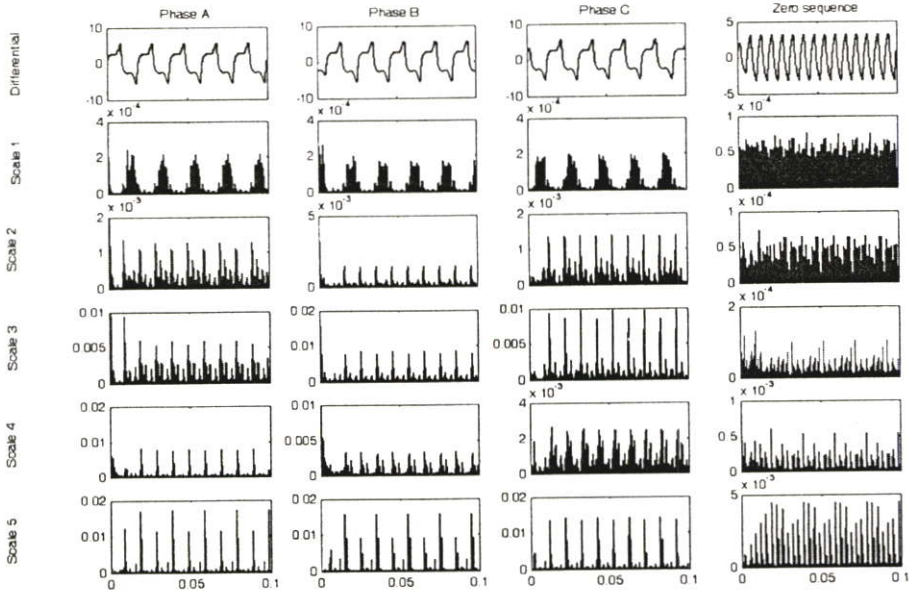 Phase A Phase B Phase C Zero sequence
Differential
10 10 10 5
0 0 0 0
-10 -10 -10 -5
x 10^-4 x 10^-4 x 10^-4 x 10^-4
Scale 1
4 4 4 1
2 2 2 0.5
0 0 0 0
x 10^-3 x 10^-3 x 10^-3 x 10^-4
Scale 2
2 5 2 1
1 1 0.5
0 0 0 0
x 10^-4
Scale 3
0.01 0.02 0.01 2
0.005 0.01 0.005 1
0 0 0 0
x 10^-3 x 10^-3
Scale 4
0.02 0.01 4 1
0.01 0.005 2 0.5
0 0 0 0
x 10^-3
Scale 5
0.02 0.02 0.02 5
0.01 0.01 0.01
0 0 0 0
0 0.05 0.1 0 0.05 0.1 0 0.05 0.1 0 0.05 0.1